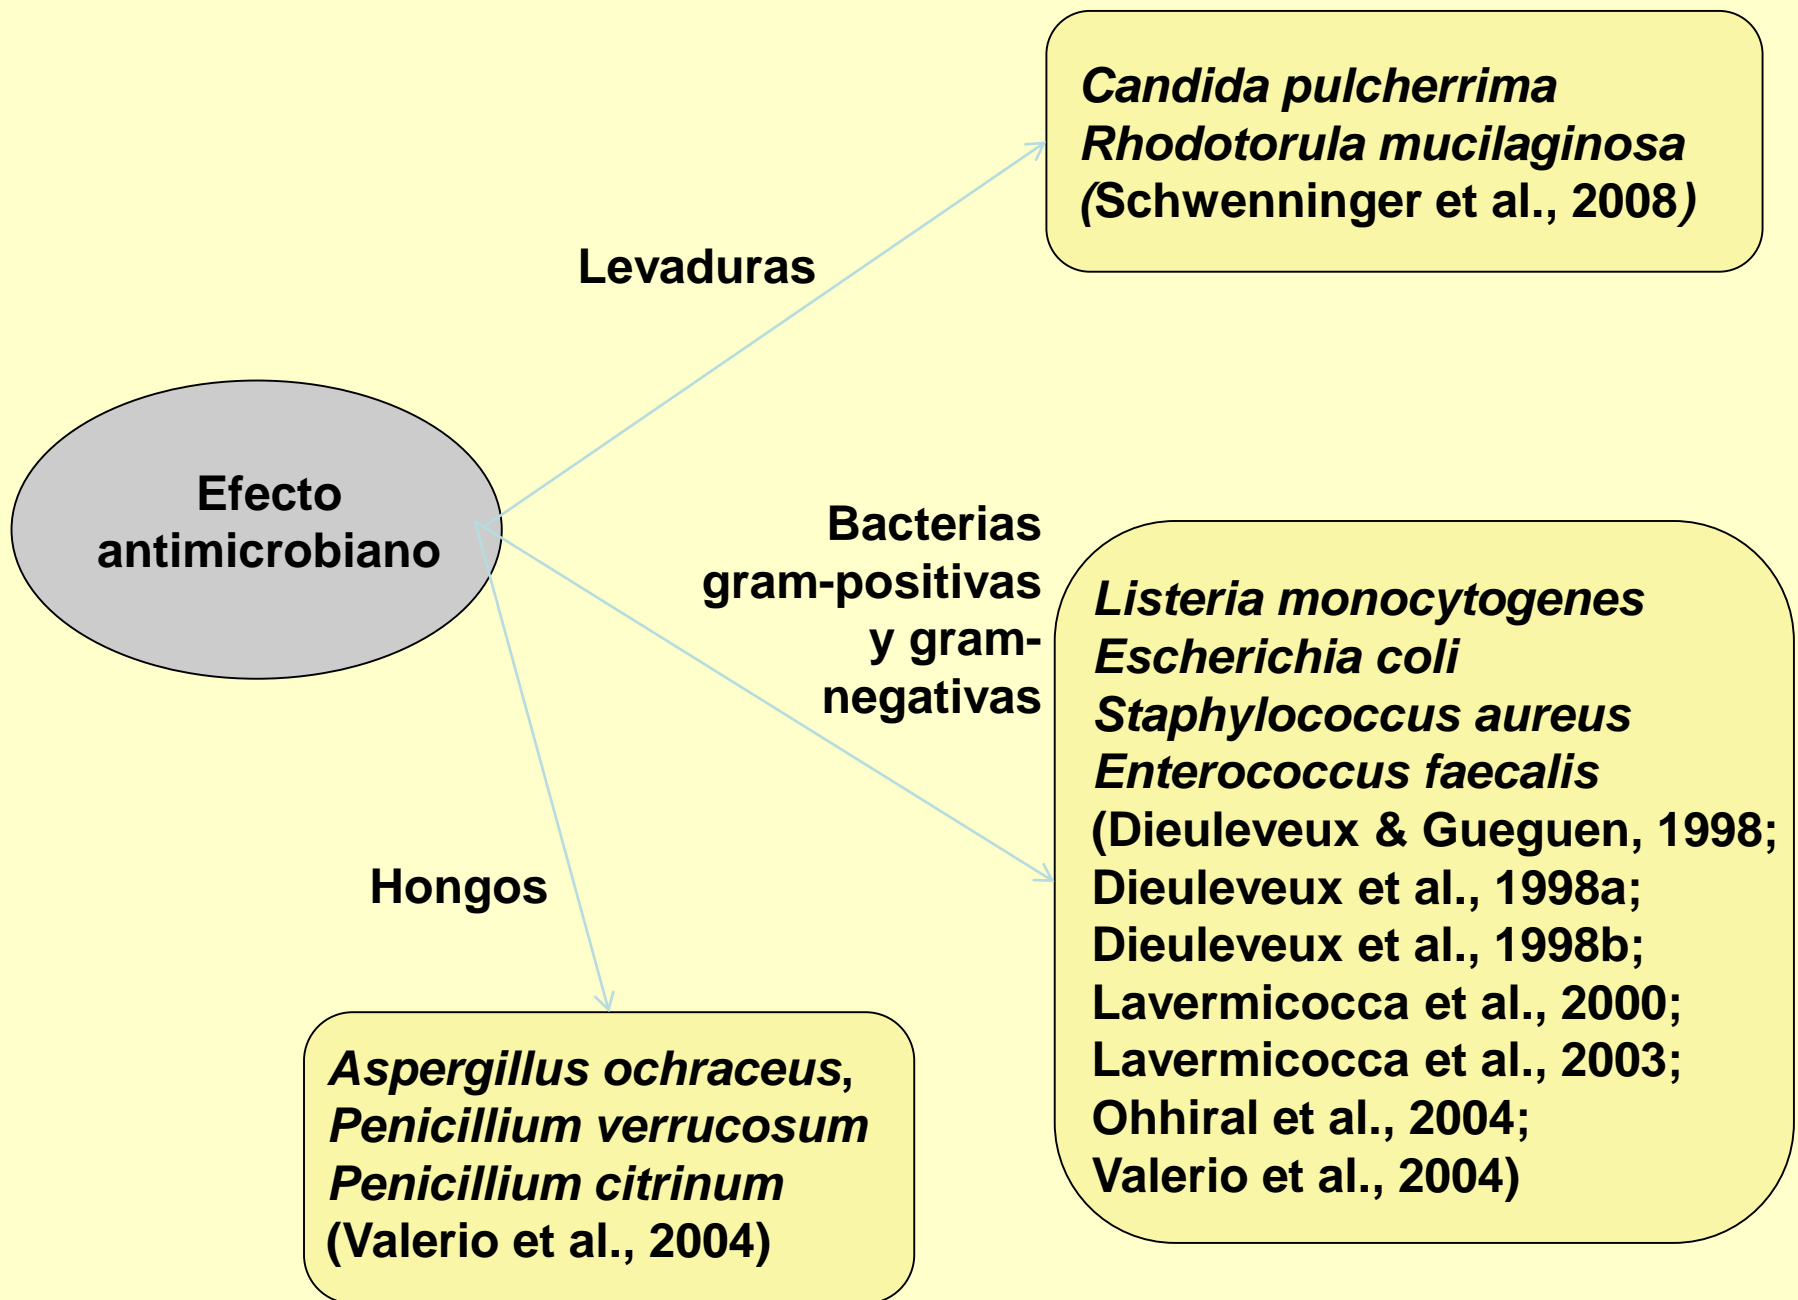 Candida pulcherrima
Rhodotorula mucilaginosa
(Schwenninger et al., 2008)
Levaduras
Efecto
antimicrobiano
Bacterias
gram-positivas
y gram-
negativas
Listeria monocytogenes
Escherichia coli
Staphylococcus aureus
Enterococcus faecalis
(Dieuleveux & Gueguen, 1998;
Dieuleveux et al., 1998a;
Dieuleveux et al., 1998b;
Lavermicocca et al., 2000;
Lavermicocca et al., 2003;
Ohhiral et al., 2004;
Valerio et al., 2004)
Hongos
Aspergillus ochraceus,
Penicillium verrucosum
Penicillium citrinum
(Valerio et al., 2004)